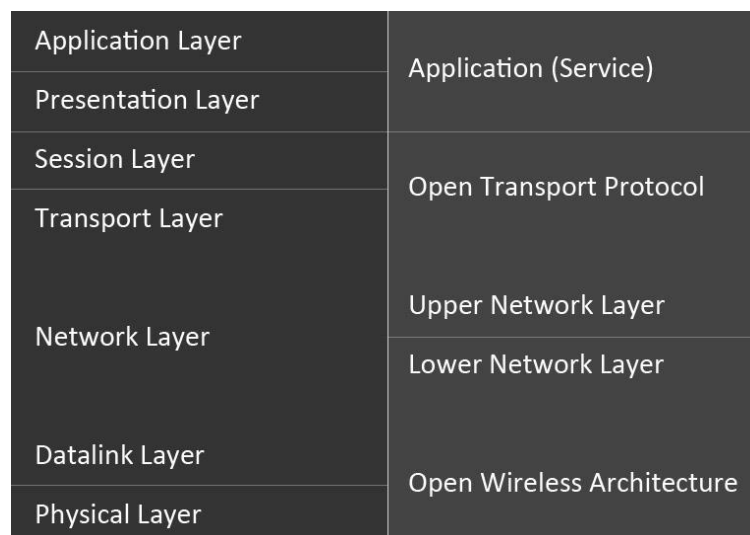 Application Layer
Presentation Layer
Session Layer
Transport Layer
Network Layer
Datalink Layer
Physical Layer
Application (Service)
Open Transport Protocol
Upper Network Layer
Lower Network Layer
Open Wireless Architecture